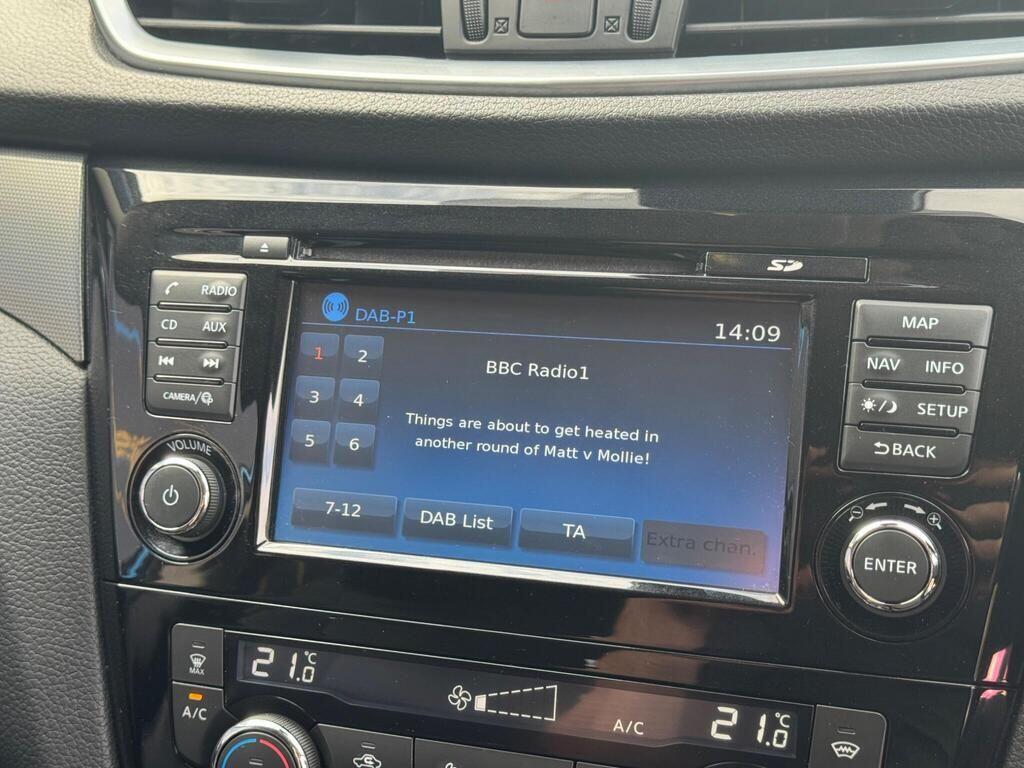 SD
RADIO
CD AUX
CAMERA/
VOLUME
DAB-P1
14:09
1 2
3 4
5 6
BBC Radio1
Things are about to get heated in
another round of Matt v Mollie!
7-12 DAB List TA Extra chan.
MAP
NAV INFO
SETUP
BACK
ENTER
MAX
A/C
21.0°C
A/C
21.0°C